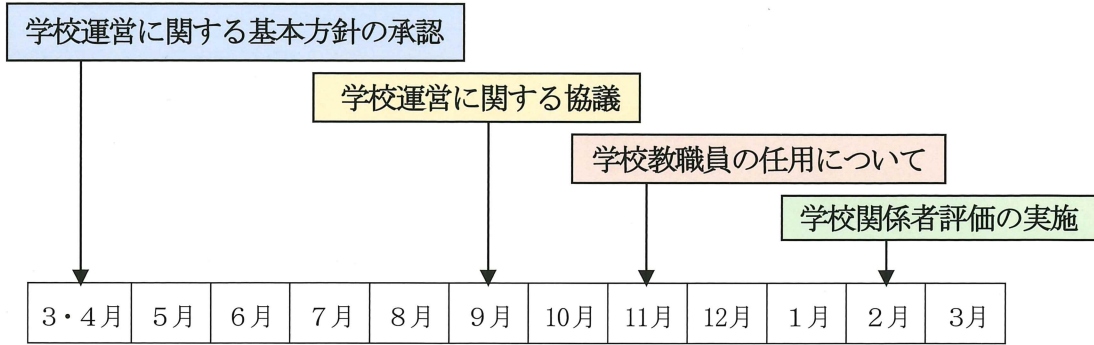 学校運営に関する基本方針の承認
学校運営に関する協議
学校教職員の任用について
学校関係者評価の実施
3・4月 5月 6月 7月 8月 9月 10月 11月 12月 1月 2月 3月